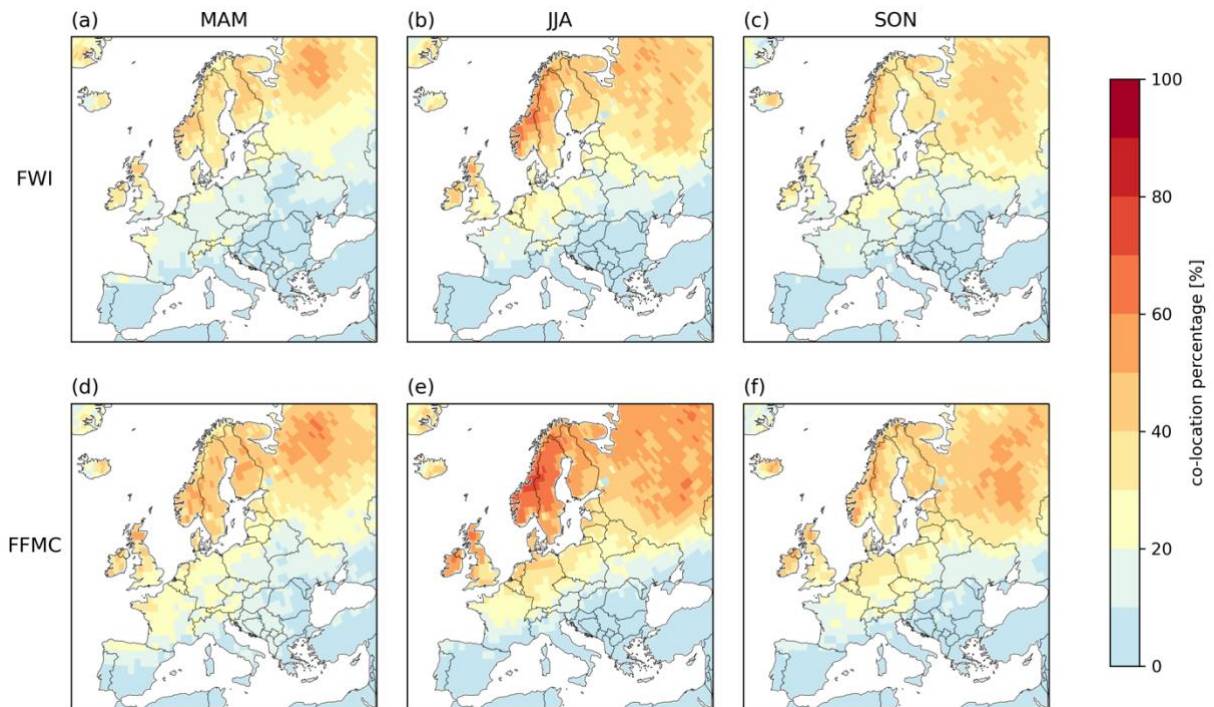 (a) MAM
(b) JJA
(c) SON
FWI
(d)
(e)
(f)
FFMC
100
80
60
40
20
0
co-location percentage [%]